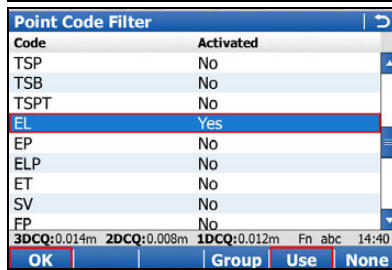 Point Code Filter
Code Activated
TSP No
TSB No
TSPT No
EL Yes
EP No
ELP No
ET No
SV No
FP No
3DCQ:0.014m 2DCQ:0.008m 1DCQ:0.012m Fn abc 14:40
OK Group Use None